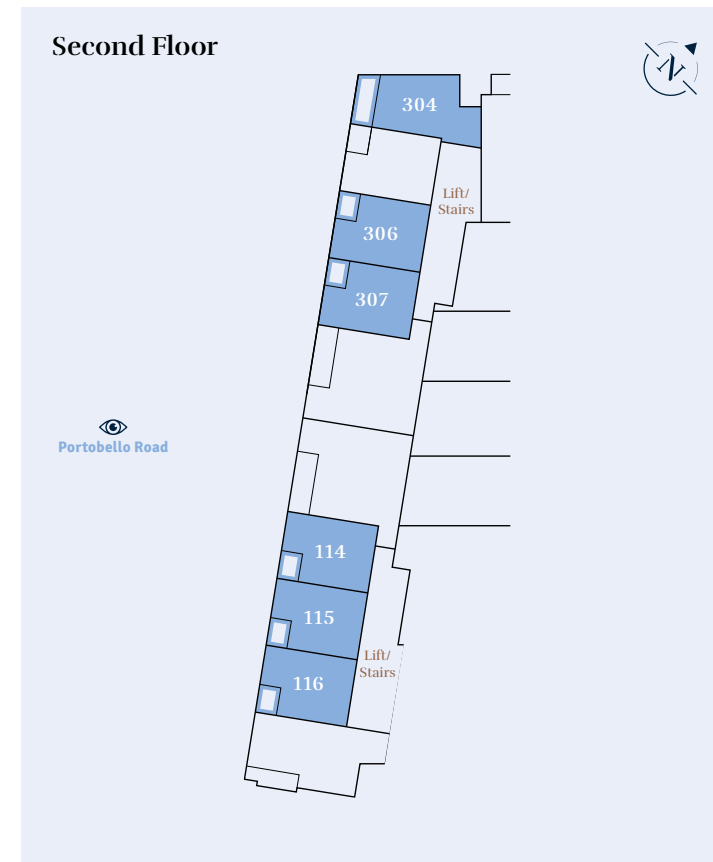 Second Floor
N
304
Lift/
Stairs
306
307
Portobello Road
114
115
Lift/
Stairs
116